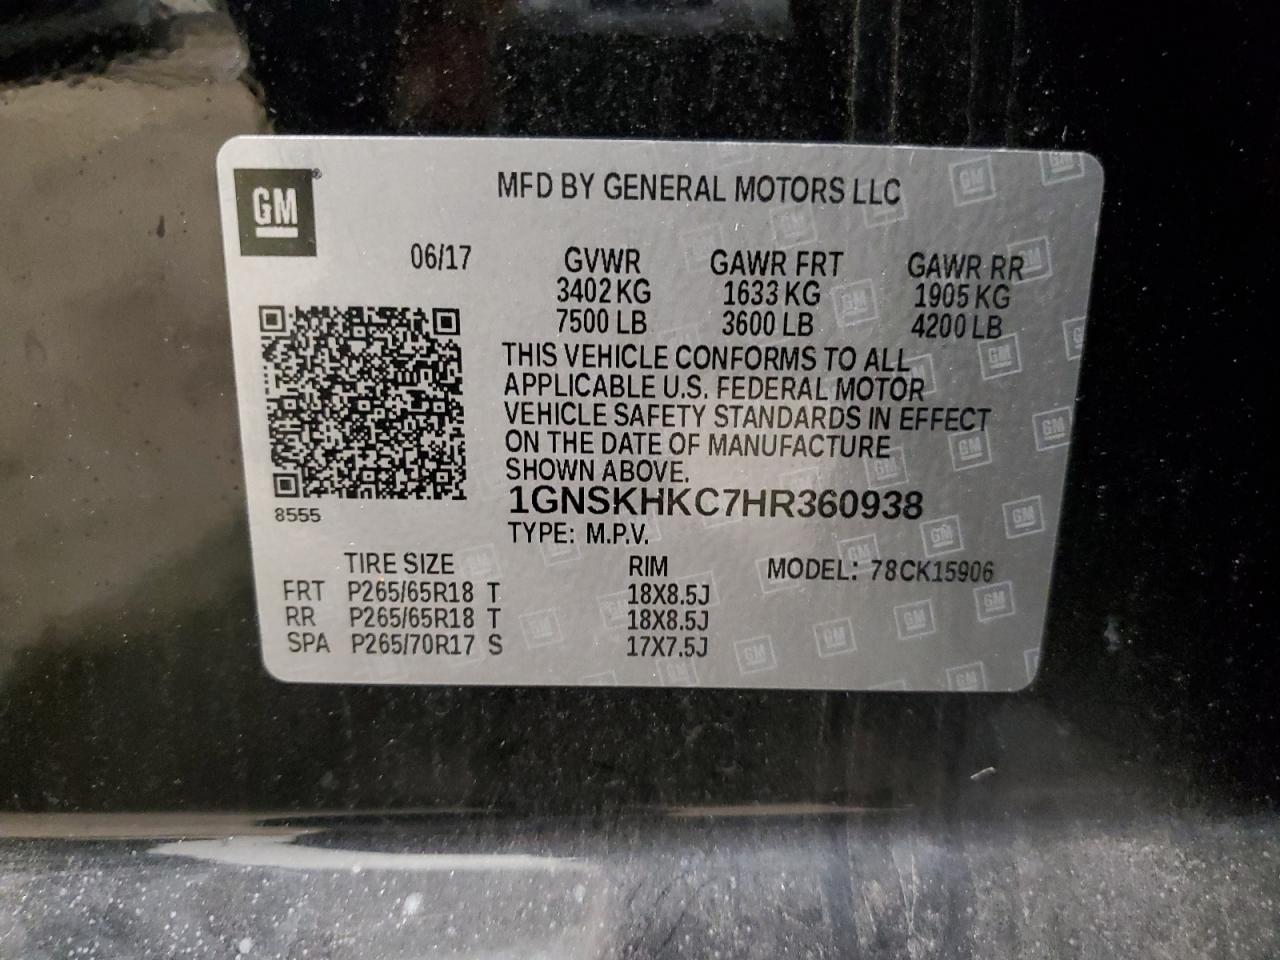 GM
MFD BY GENERAL MOTORS LLC
06/17 GVWR GAWR FRT GAWR RR
3402 KG 1633 KG 1905 KG
7500 LB 3600 LB 4200 LB
THIS VEHICLE CONFORMS TO ALL
APPLICABLE U.S. FEDERAL MOTOR
VEHICLE SAFETY STANDARDS IN EFFECT
ON THE DATE OF MANUFACTURE
SHOWN ABOVE.
1GNSKHKC7HR360938
8555
TYPE: M.P.V.
TIRE SIZE RIM MODEL: 78CK15906
FRT P265/65R18 T 18X8.5J
RR P265/65R18 T 18X8.5J
SPA P265/70R17 S 17X7.5J